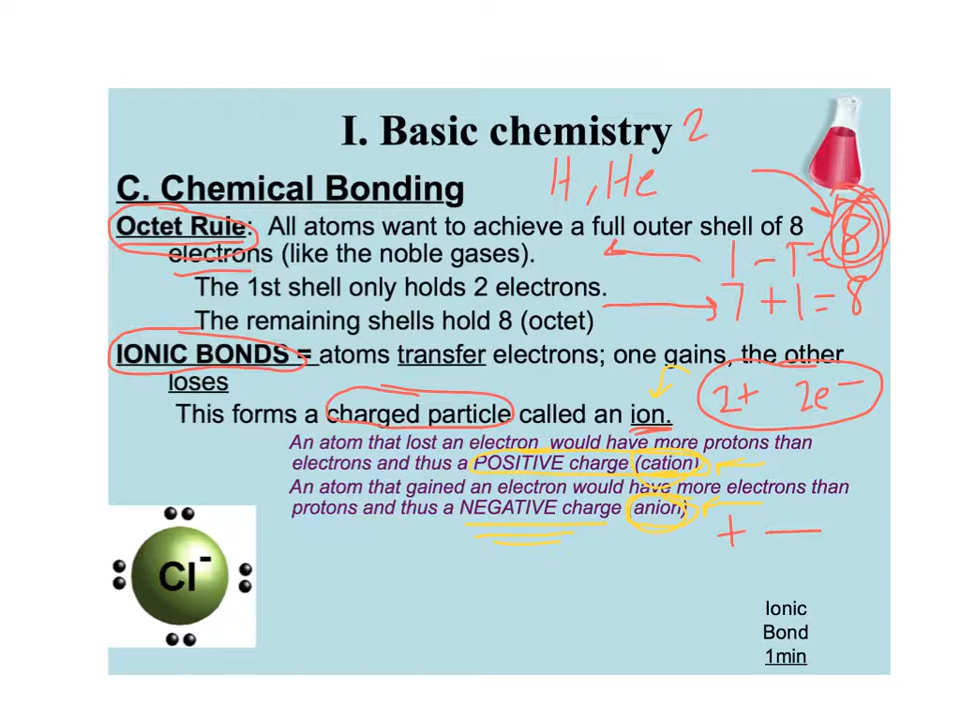 I. Basic chemistry 2
H, He
C. Chemical Bonding
Octet Rule: All atoms want to achieve a full outer shell of 8
electrons (like the noble gases).
1 - 1 = 8
The 1st shell only holds 2 electrons.
7 + 1 = 8
The remaining shells hold 8 (octet)
IONIC BONDS = atoms transfer electrons; one gains, the other
loses
2+ 2e-
This forms a charged particle called an ion.
An atom that lost an electron would have more protons than
electrons and thus a POSITIVE charge (cation)
An atom that gained an electron would have more electrons than
protons and thus a NEGATIVE charge (anion)
+ —
Cl-
Ionic
Bond
1min